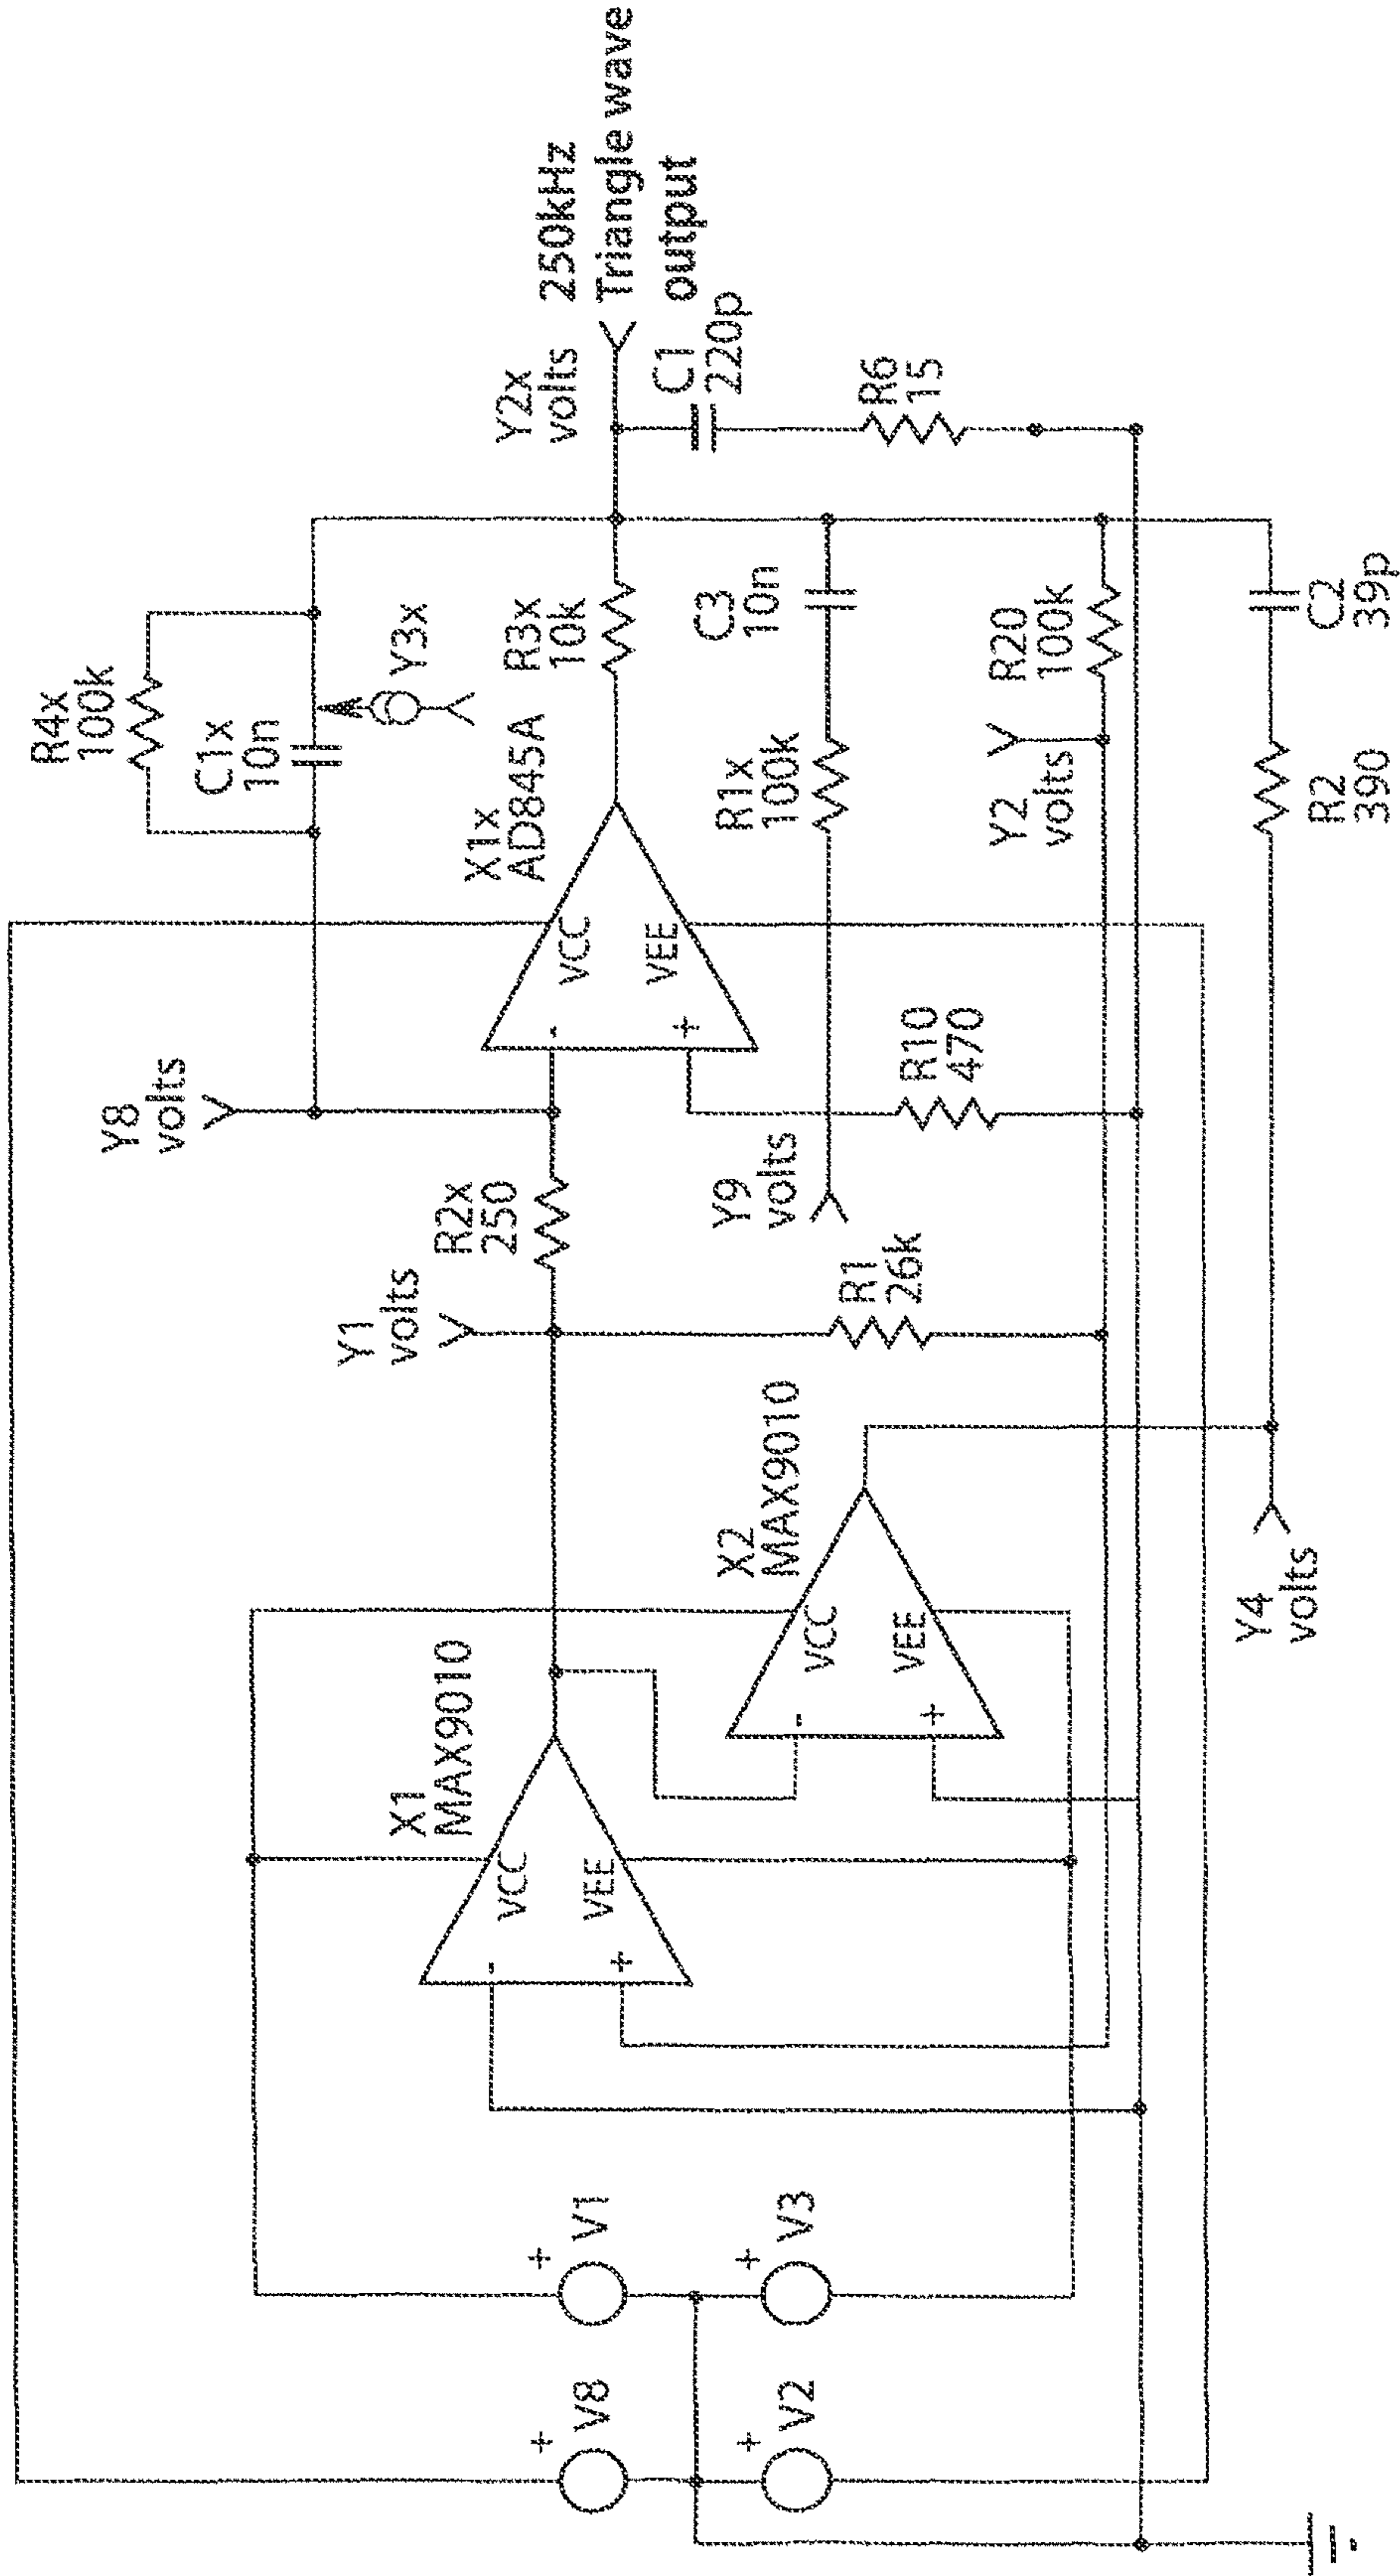 R4x
100k
C1x
10n
Y3x
Y8
volts
Y1
volts
R2x
250
X1x
AD845A
VCC
VEE
-
+
R3x
10k
Y2x
volts
250kHz
Triangle wave
output
C1
220p
R6
15
C3
10n
R1x
100k
Y9
volts
R10
470
R20
100k
Y2
volts
R1
26k
C2
39p
R2
390
Y4
volts
X2
MAX9010
VCC
VEE
-
+
X1
MAX9010
VCC
VEE
-
+
+
V1
+
V3
+
V8
+
V2